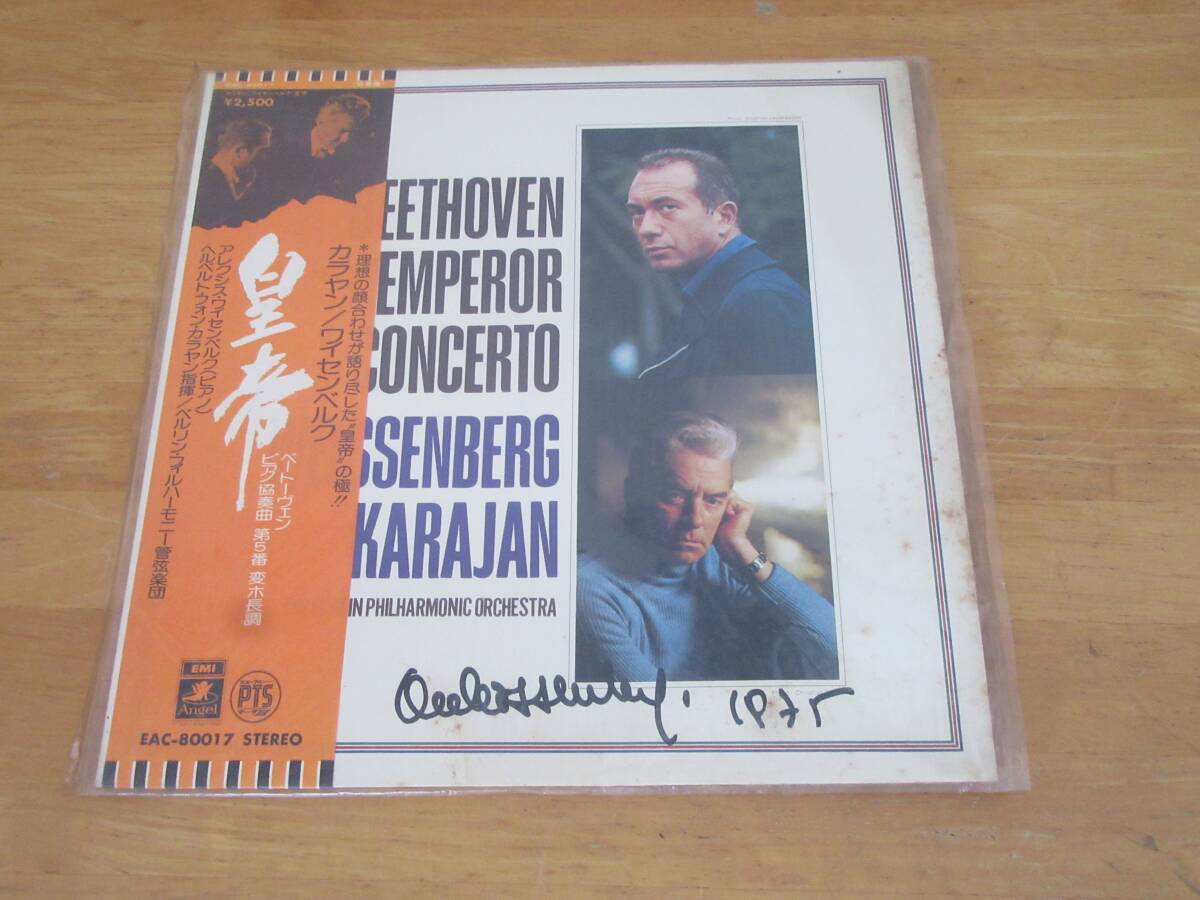 ¥2,500
皇帝
*理想の顔合わせが語り尽した"皇帝"の極!!
カラヤン/ワイセンベルク
ベートーヴェン
ピアノ協奏曲 第5番 変ホ長調
アレクシス・ワイセンベルク(ピアノ)
ヘルベルト・フォン・カラヤン指揮/ベルリン・フィルハーモニー管弦楽団
EMI
Angel
PTS
EAC-80017 STEREO
EETHOVEN
EMPEROR
CONCERTO
SSENBERG
KARAJAN
IN PHILHARMONIC ORCHESTRA
1975